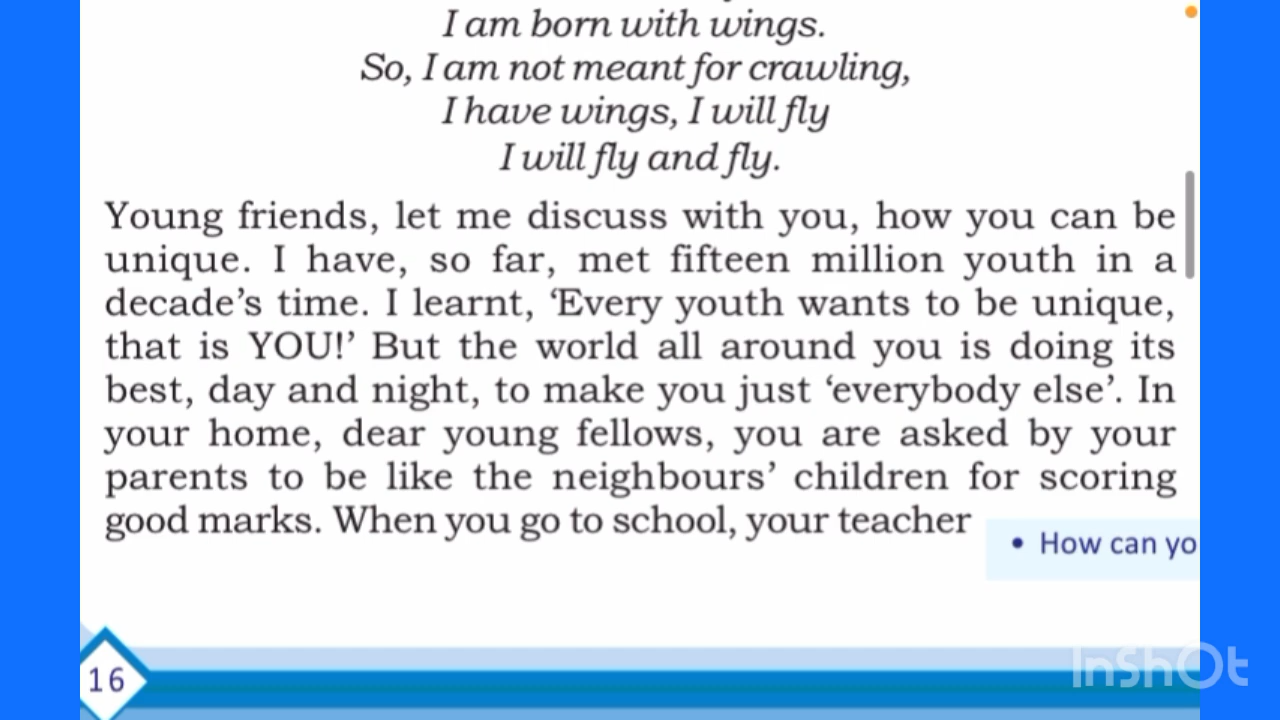 I am born with wings.
So, I am not meant for crawling,
I have wings, I will fly
I will fly and fly.
Young friends, let me discuss with you, how you can be
unique. I have, so far, met fifteen million youth in a
decade's time. I learnt, ‘Every youth wants to be unique,
that is YOU!’ But the world all around you is doing its
best, day and night, to make you just ‘everybody else’. In
your home, dear young fellows, you are asked by your
parents to be like the neighbours’ children for scoring
good marks. When you go to school, your teacher
• How can yo
16
InShOt